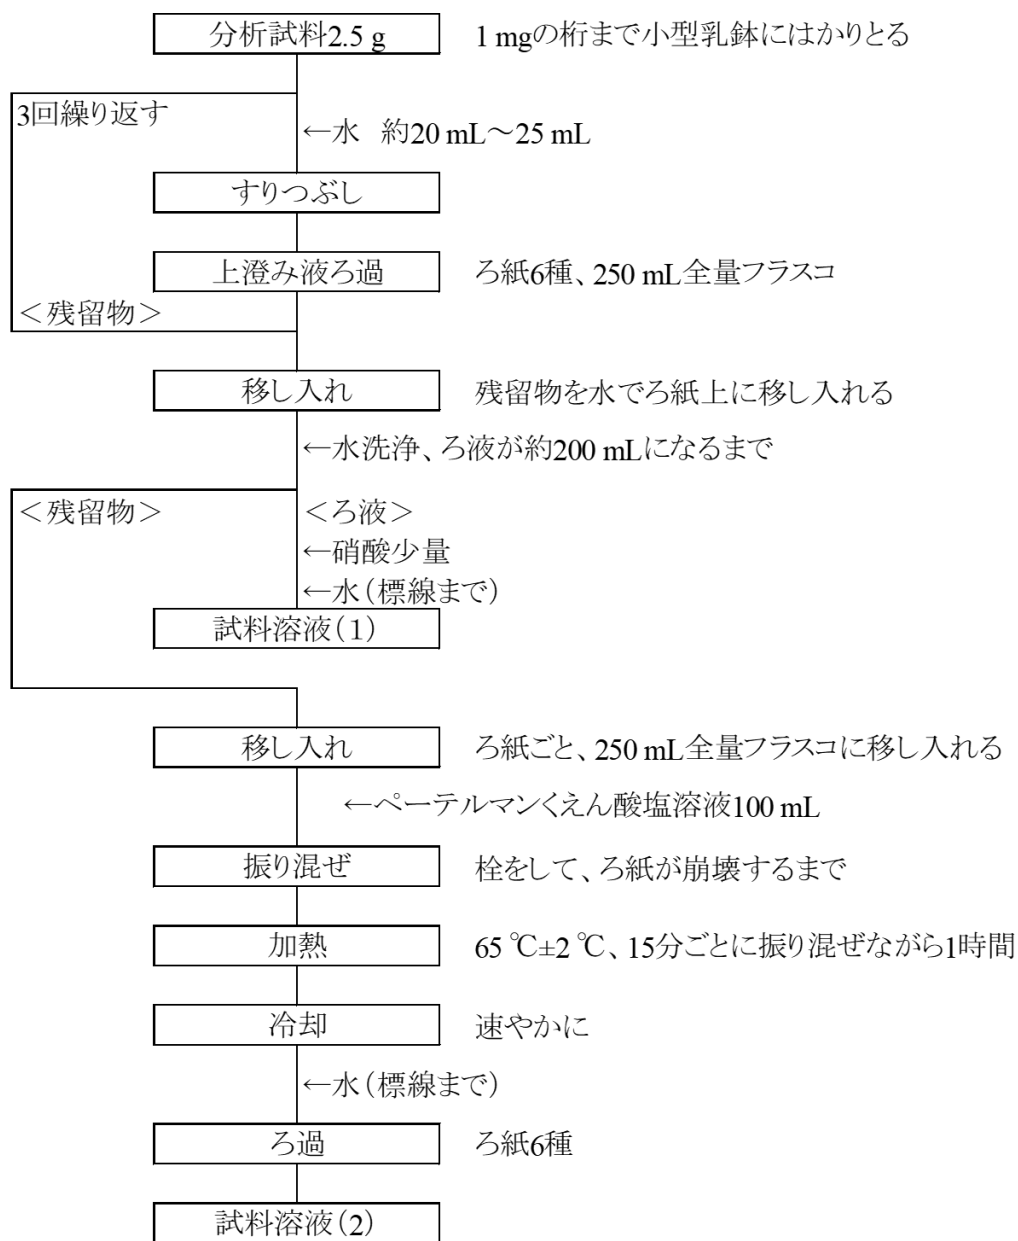 分析試料2.5 g 1 mgの桁まで小型乳鉢にはかりとる
3回繰り返す
←水 約20 mL～25 mL
すりつぶし
上澄み液ろ過 ろ紙6種、250 mL全量フラスコ
＜残留物＞
移し入れ 残留物を水でろ紙上に移し入れる
←水洗浄、ろ液が約200 mLになるまで
＜残留物＞ ＜ろ液＞
←硝酸少量
←水（標線まで）
試料溶液（1）
移し入れ ろ紙ごと、250 mL全量フラスコに移し入れる
←ペーテルマンくえん酸塩溶液100 mL
振り混ぜ 栓をして、ろ紙が崩壊するまで
加熱 65 ℃±2 ℃、15分ごとに振り混ぜながら1時間
冷却 速やかに
←水（標線まで）
ろ過 ろ紙6種
試料溶液（2）